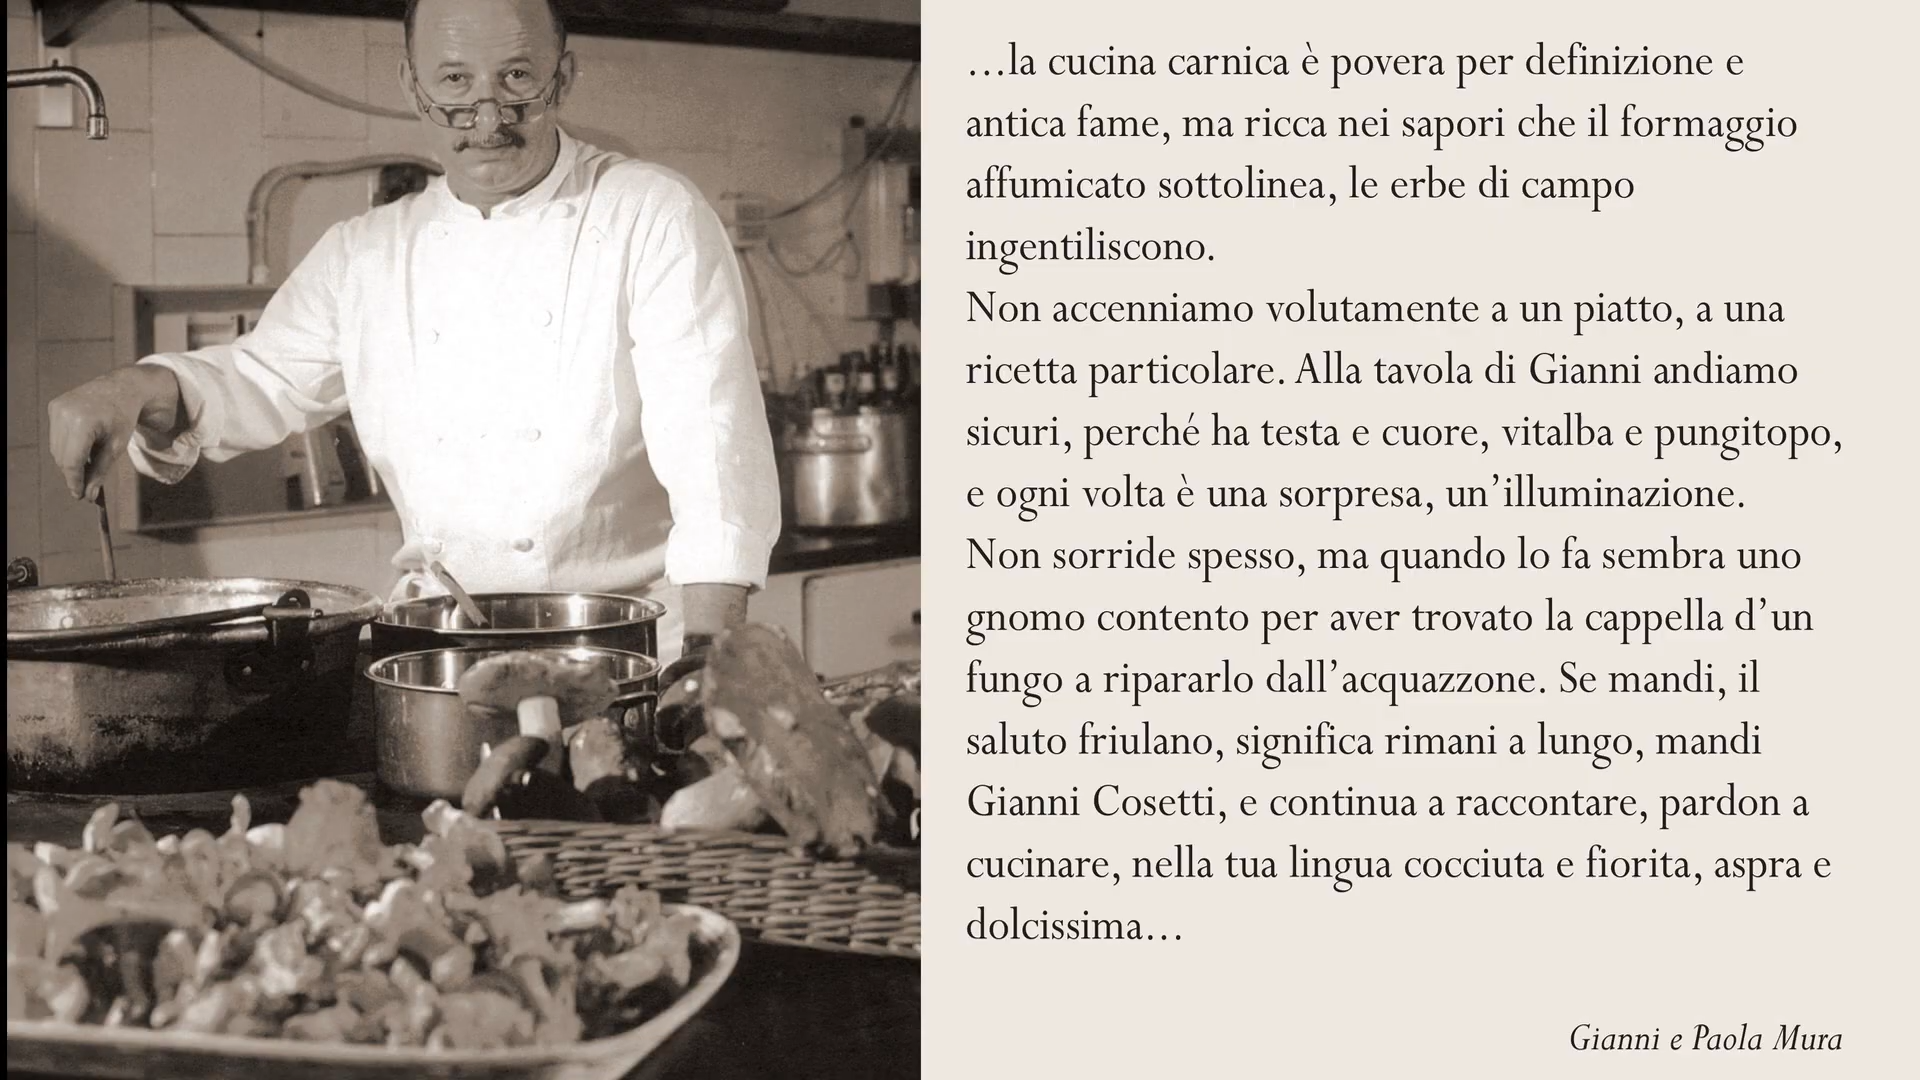 …la cucina carnica è povera per definizione e
antica fame, ma ricca nei sapori che il formaggio
affumicato sottolinea, le erbe di campo
ingentiliscono.
Non accenniamo volutamente a un piatto, a una
ricetta particolare. Alla tavola di Gianni andiamo
sicuri, perché ha testa e cuore, vitalba e pungitopo,
e ogni volta è una sorpresa, un’illuminazione.
Non sorride spesso, ma quando lo fa sembra uno
gnomo contento per aver trovato la cappella d’un
fungo a ripararlo dall’acquazzone. Se mandi, il
saluto friulano, significa rimani a lungo, mandi
Gianni Cosetti, e continua a raccontare, pardon a
cucinare, nella tua lingua cocciuta e fiorita, aspra e
dolcissima…
Gianni e Paola Mura